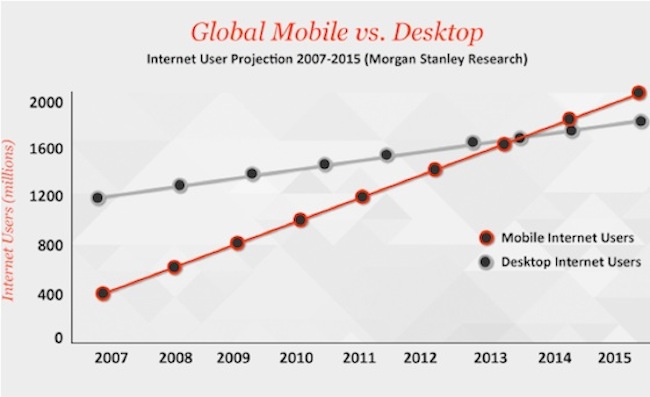 Global Mobile vs. Desktop
Internet User Projection 2007-2015 (Morgan Stanley Research)
Internet Users (millions)
2000
1600
1200
800
400
0
Mobile Internet Users
Desktop Internet Users
2007 2008 2009 2010 2011 2012 2013 2014 2015